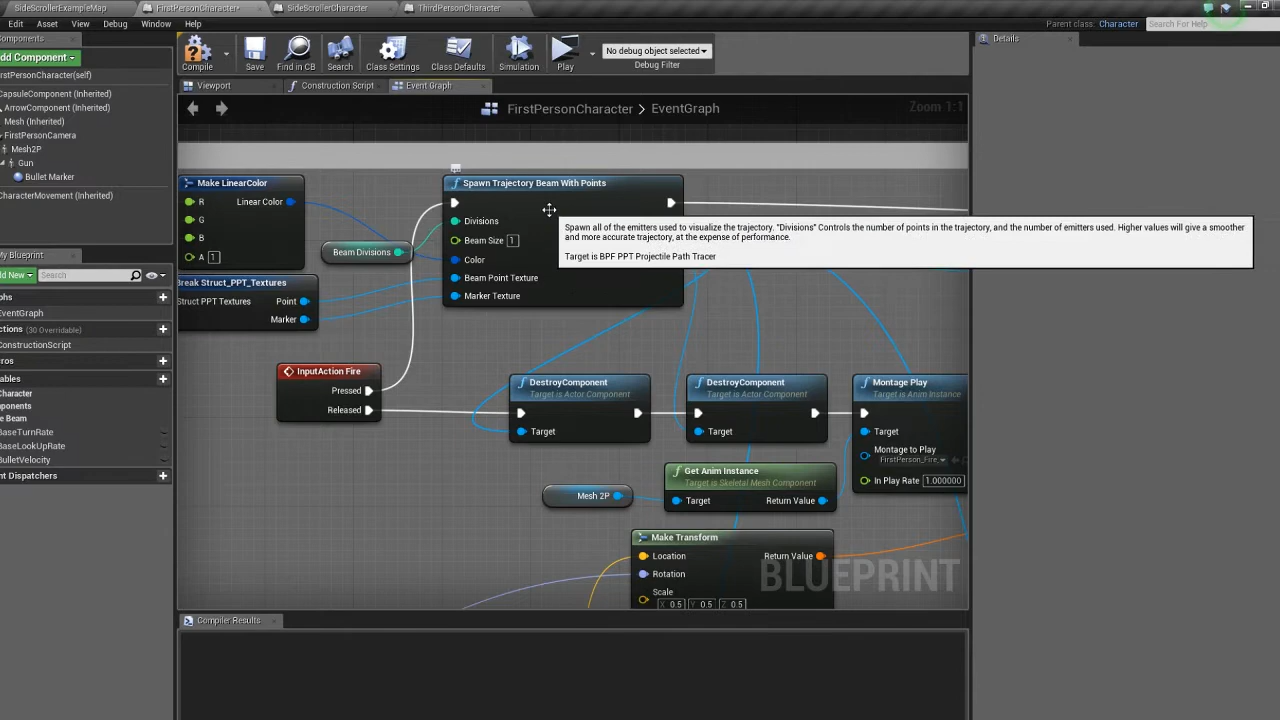 SideScrollerExampleMap
FirstPersonCharacter*
SideScrollerCharacter
ThirdPersonCharacter
Edit Asset View Debug Window Help
Parent class: Character
Search For Help
Components
Add Component
FirstPersonCharacter(self)
CapsuleComponent (Inherited)
ArrowComponent (Inherited)
Mesh (Inherited)
FirstPersonCamera
Mesh2P
Gun
Bullet Marker
CharacterMovement (Inherited)
My Blueprint
Add New
Search
Graphs
EventGraph
Functions (30 Overridable)
ConstructionScript
Macros
Variables
Character
Components
BaseTurnRate
BaseLookUpRate
BulletVelocity
Event Dispatchers
Compile
Save
Find in CB
Search
Class Settings
Class Defaults
Simulation
Play
No debug object selected
Debug Filter
Viewport
Construction Script
Event Graph
FirstPersonCharacter > EventGraph
Zoom 1:1
Make LinearColor
R
G
B
A 1
Linear Color
Beam Divisions
Break Struct_PPT_Textures
Struct PPT Textures
Point
Marker
Spawn Trajectory Beam With Points
Divisions
Beam Size 1
Color
Beam Point Texture
Marker Texture
Spawn all of the emitters used to visualize the trajectory. "Divisions" Controls the number of points in the trajectory, and the number of emitters used. Higher values will give a smoother
and more accurate trajectory, at the expense of performance.
Target is BPF PPT Projectile Path Tracer
InputAction Fire
Pressed
Released
DestroyComponent
Target is Actor Component
Target
DestroyComponent
Target is Actor Component
Target
Montage Play
Target is Anim Instance
Target
Montage to Play
FirstPerson_Fire
In Play Rate 1.000000
Mesh 2P
Get Anim Instance
Target is Skeletal Mesh Component
Target
Return Value
Make Transform
Location
Return Value
Rotation
Scale
X 0.5 Y 0.5 Z 0.5
BLUEPRINT
Compiler Results
Details